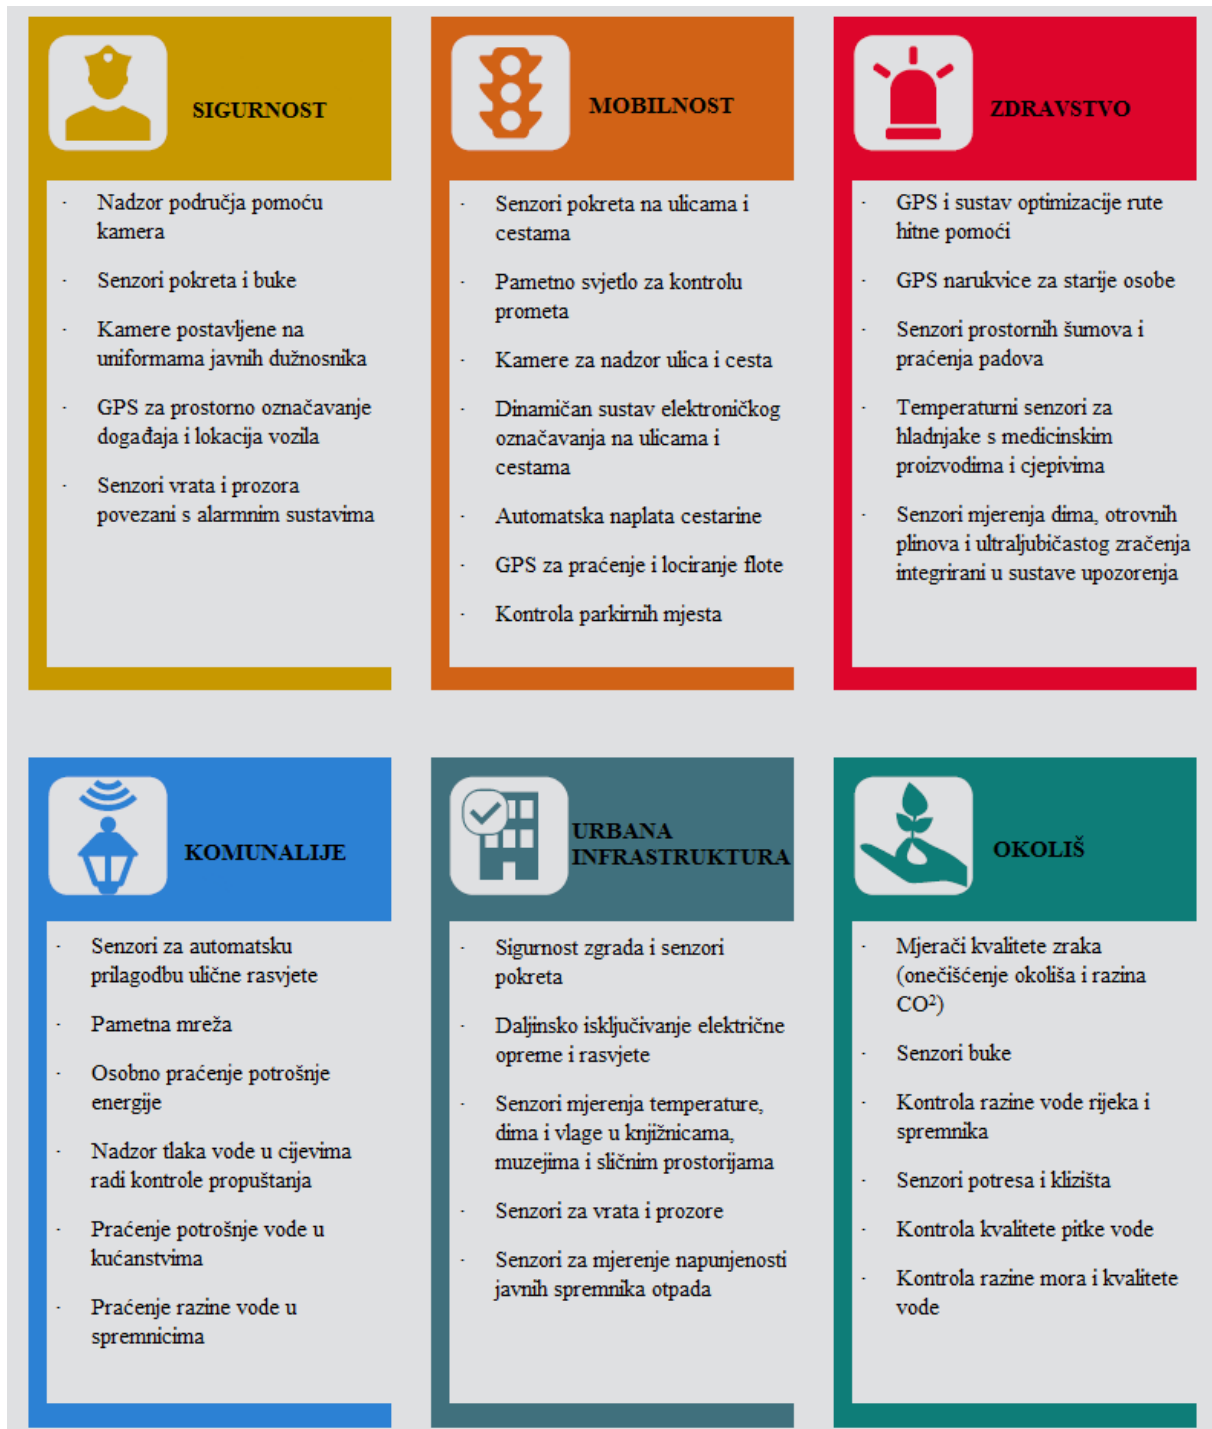 SIGURNOST
· Nadzor područja pomoću
kamera
· Senzori pokreta i buke
· Kamere postavljene na
uniformama javnih dužnosnika
· GPS za prostorno označavanje
događaja i lokacija vozila
· Senzori vrata i prozora
povezani s alarmnim sustavima
MOBILNOST
· Senzori pokreta na ulicama i
cestama
· Pametno svjetlo za kontrolu
prometa
· Kamere za nadzor ulica i cesta
· Dinamičan sustav elektroničkog
označavanja na ulicama i
cestama
· Automatska naplata cestarine
· GPS za praćenje i lociranje flote
· Kontrola parkirnih mjesta
ZDRAVSTVO
· GPS i sustav optimizacije rute
hitne pomoći
· GPS narukvice za starije osobe
· Senzori prostornih šumova i
praćenja padova
· Temperaturni senzori za
hladnjake s medicinskim
proizvodima i cjepivima
· Senzori mjerenja dima, otrovnih
plinova i ultraljubičastog zračenja
integrirani u sustave upozorenja
KOMUNALIJE
· Senzori za automatsku
prilagodbu ulične rasvjete
· Pametna mreža
· Osobno praćenje potrošnje
energije
· Nadzor tlaka vode u cijevima
radi kontrole propuštanja
· Praćenje potrošnje vode u
kućanstvima
· Praćenje razine vode u
spremnicima
URBANA
INFRASTRUKTURA
· Sigurnost zgrada i senzori
pokreta
· Daljinsko isključivanje električne
opreme i rasvjete
· Senzori mjerenja temperature,
dima i vlage u knjižnicama,
muzejima i sličnim prostorijama
· Senzori za vrata i prozore
· Senzori za mjerenje napunjenosti
javnih spremnika otpada
OKOLIŠ
· Mjerači kvalitete zraka
(onečišćenje okoliša i razina
CO²)
· Senzori buke
· Kontrola razine vode rijeka i
spremnika
· Senzori potresa i klizišta
· Kontrola kvalitete pitke vode
· Kontrola razine mora i kvalitete
vode